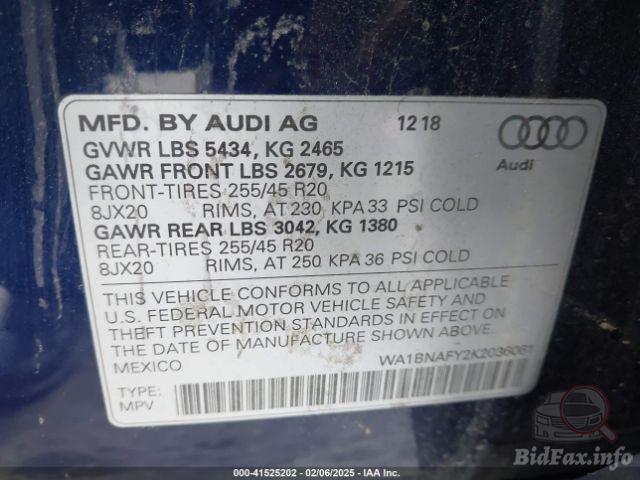 MFD. BY AUDI AG 12 18
GVWR LBS 5434, KG 2465
GAWR FRONT LBS 2679, KG 1215
FRONT-TIRES 255/45 R20
8JX20 RIMS, AT 230 KPA 33 PSI COLD
GAWR REAR LBS 3042, KG 1380
REAR-TIRES 255/45 R20
8JX20 RIMS, AT 250 KPA 36 PSI COLD
Audi
THIS VEHICLE CONFORMS TO ALL APPLICABLE
U.S. FEDERAL MOTOR VEHICLE SAFETY AND
THEFT PREVENTION STANDARDS IN EFFECT ON
THE DATE OF MANUFACTURE SHOWN ABOVE.
MEXICO WA1BNAFY2K2036061
TYPE:
MPV
BidFax.info
000-41525202 - 02/06/2025 - IAA Inc.